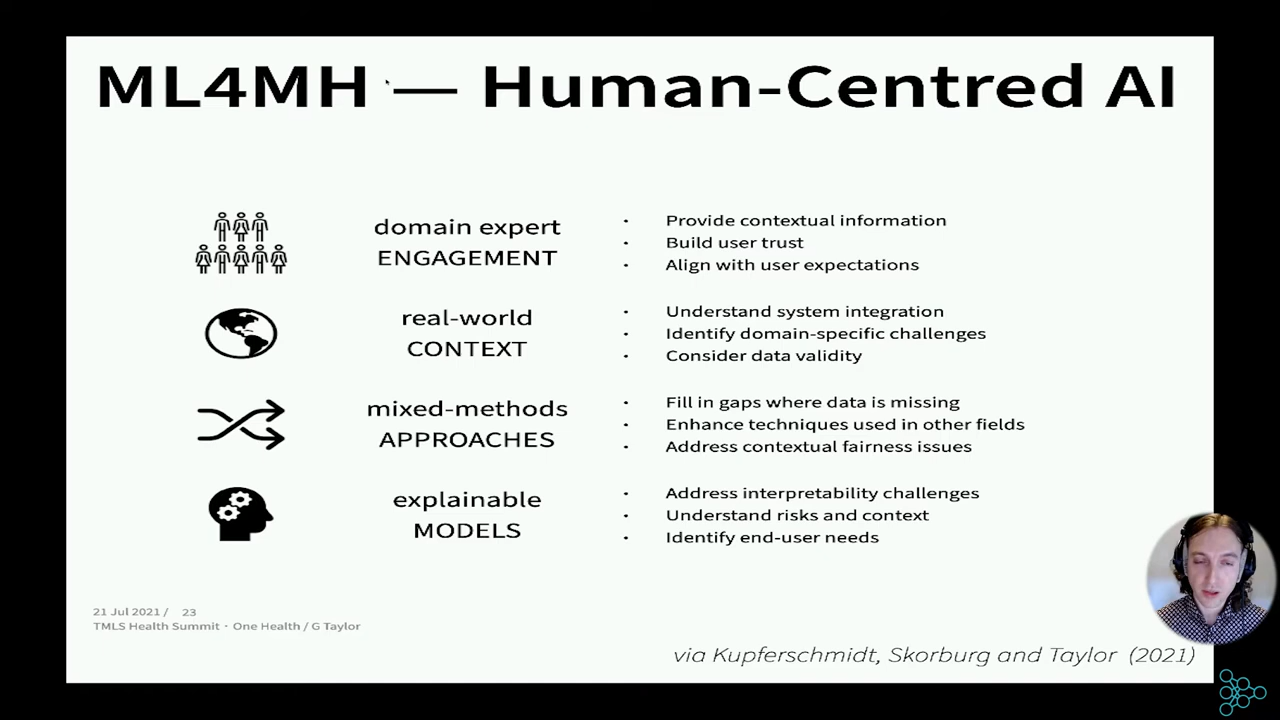 ML4MH — Human-Centred AI
domain expert
ENGAGEMENT
• Provide contextual information
• Build user trust
• Align with user expectations
real-world
CONTEXT
• Understand system integration
• Identify domain-specific challenges
• Consider data validity
mixed-methods
APPROACHES
• Fill in gaps where data is missing
• Enhance techniques used in other fields
• Address contextual fairness issues
explainable
MODELS
• Address interpretability challenges
• Understand risks and context
• Identify end-user needs
21 Jul 2021 / 23
TMLS Health Summit · One Health / G Taylor
via Kupferschmidt, Skorburg and Taylor (2021)